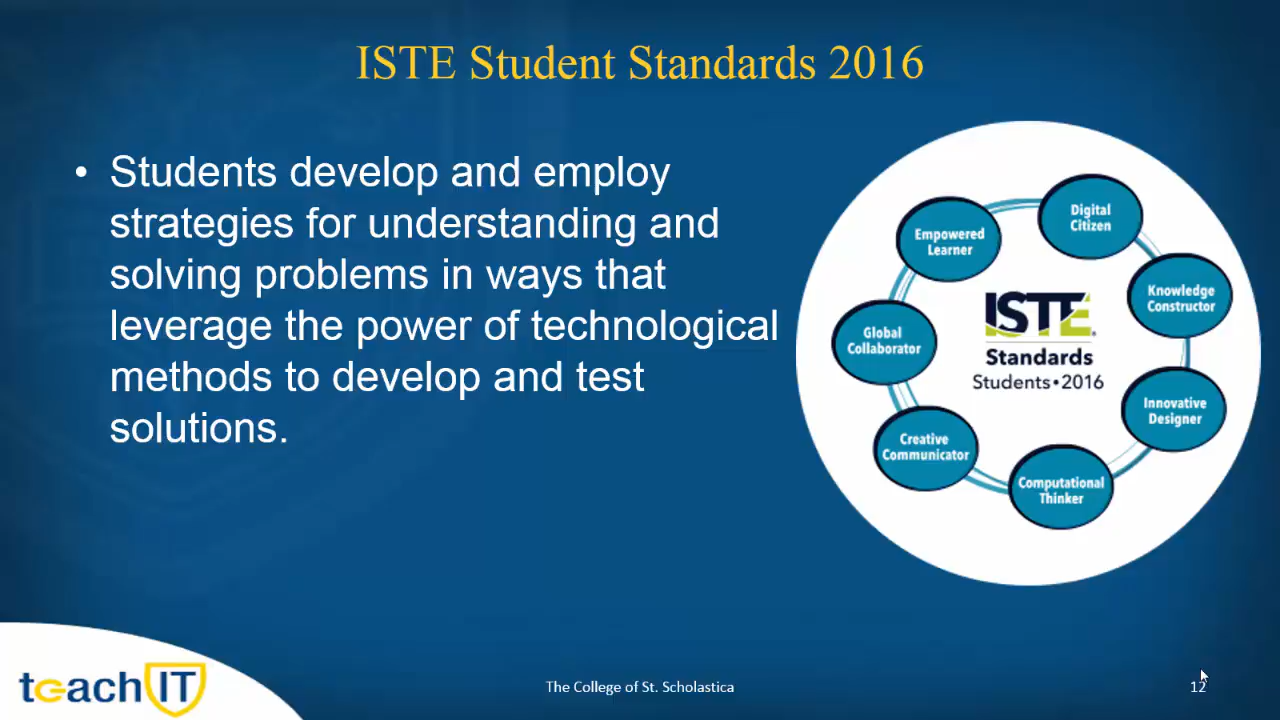 ISTE Student Standards 2016
• Students develop and employ
strategies for understanding and
solving problems in ways that
leverage the power of technological
methods to develop and test
solutions.
Digital
Citizen
Empowered
Learner
Knowledge
Constructor
Global
Collaborator
ISTE®
Standards
Students•2016
Innovative
Designer
Creative
Communicator
Computational
Thinker
teachIT
The College of St. Scholastica
12